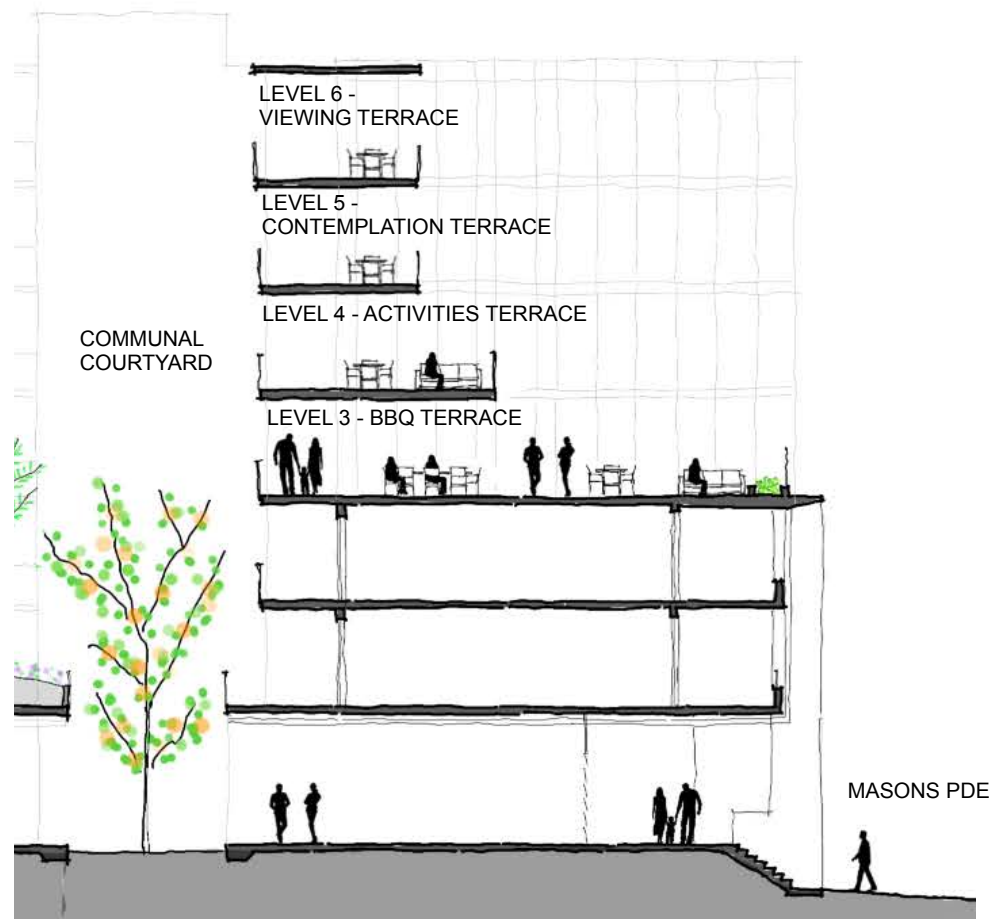 LEVEL 6 -
VIEWING TERRACE
LEVEL 5 -
CONTEMPLATION TERRACE
LEVEL 4 - ACTIVITIES TERRACE
COMMUNAL
COURTYARD
LEVEL 3 - BBQ TERRACE
MASONS PDE